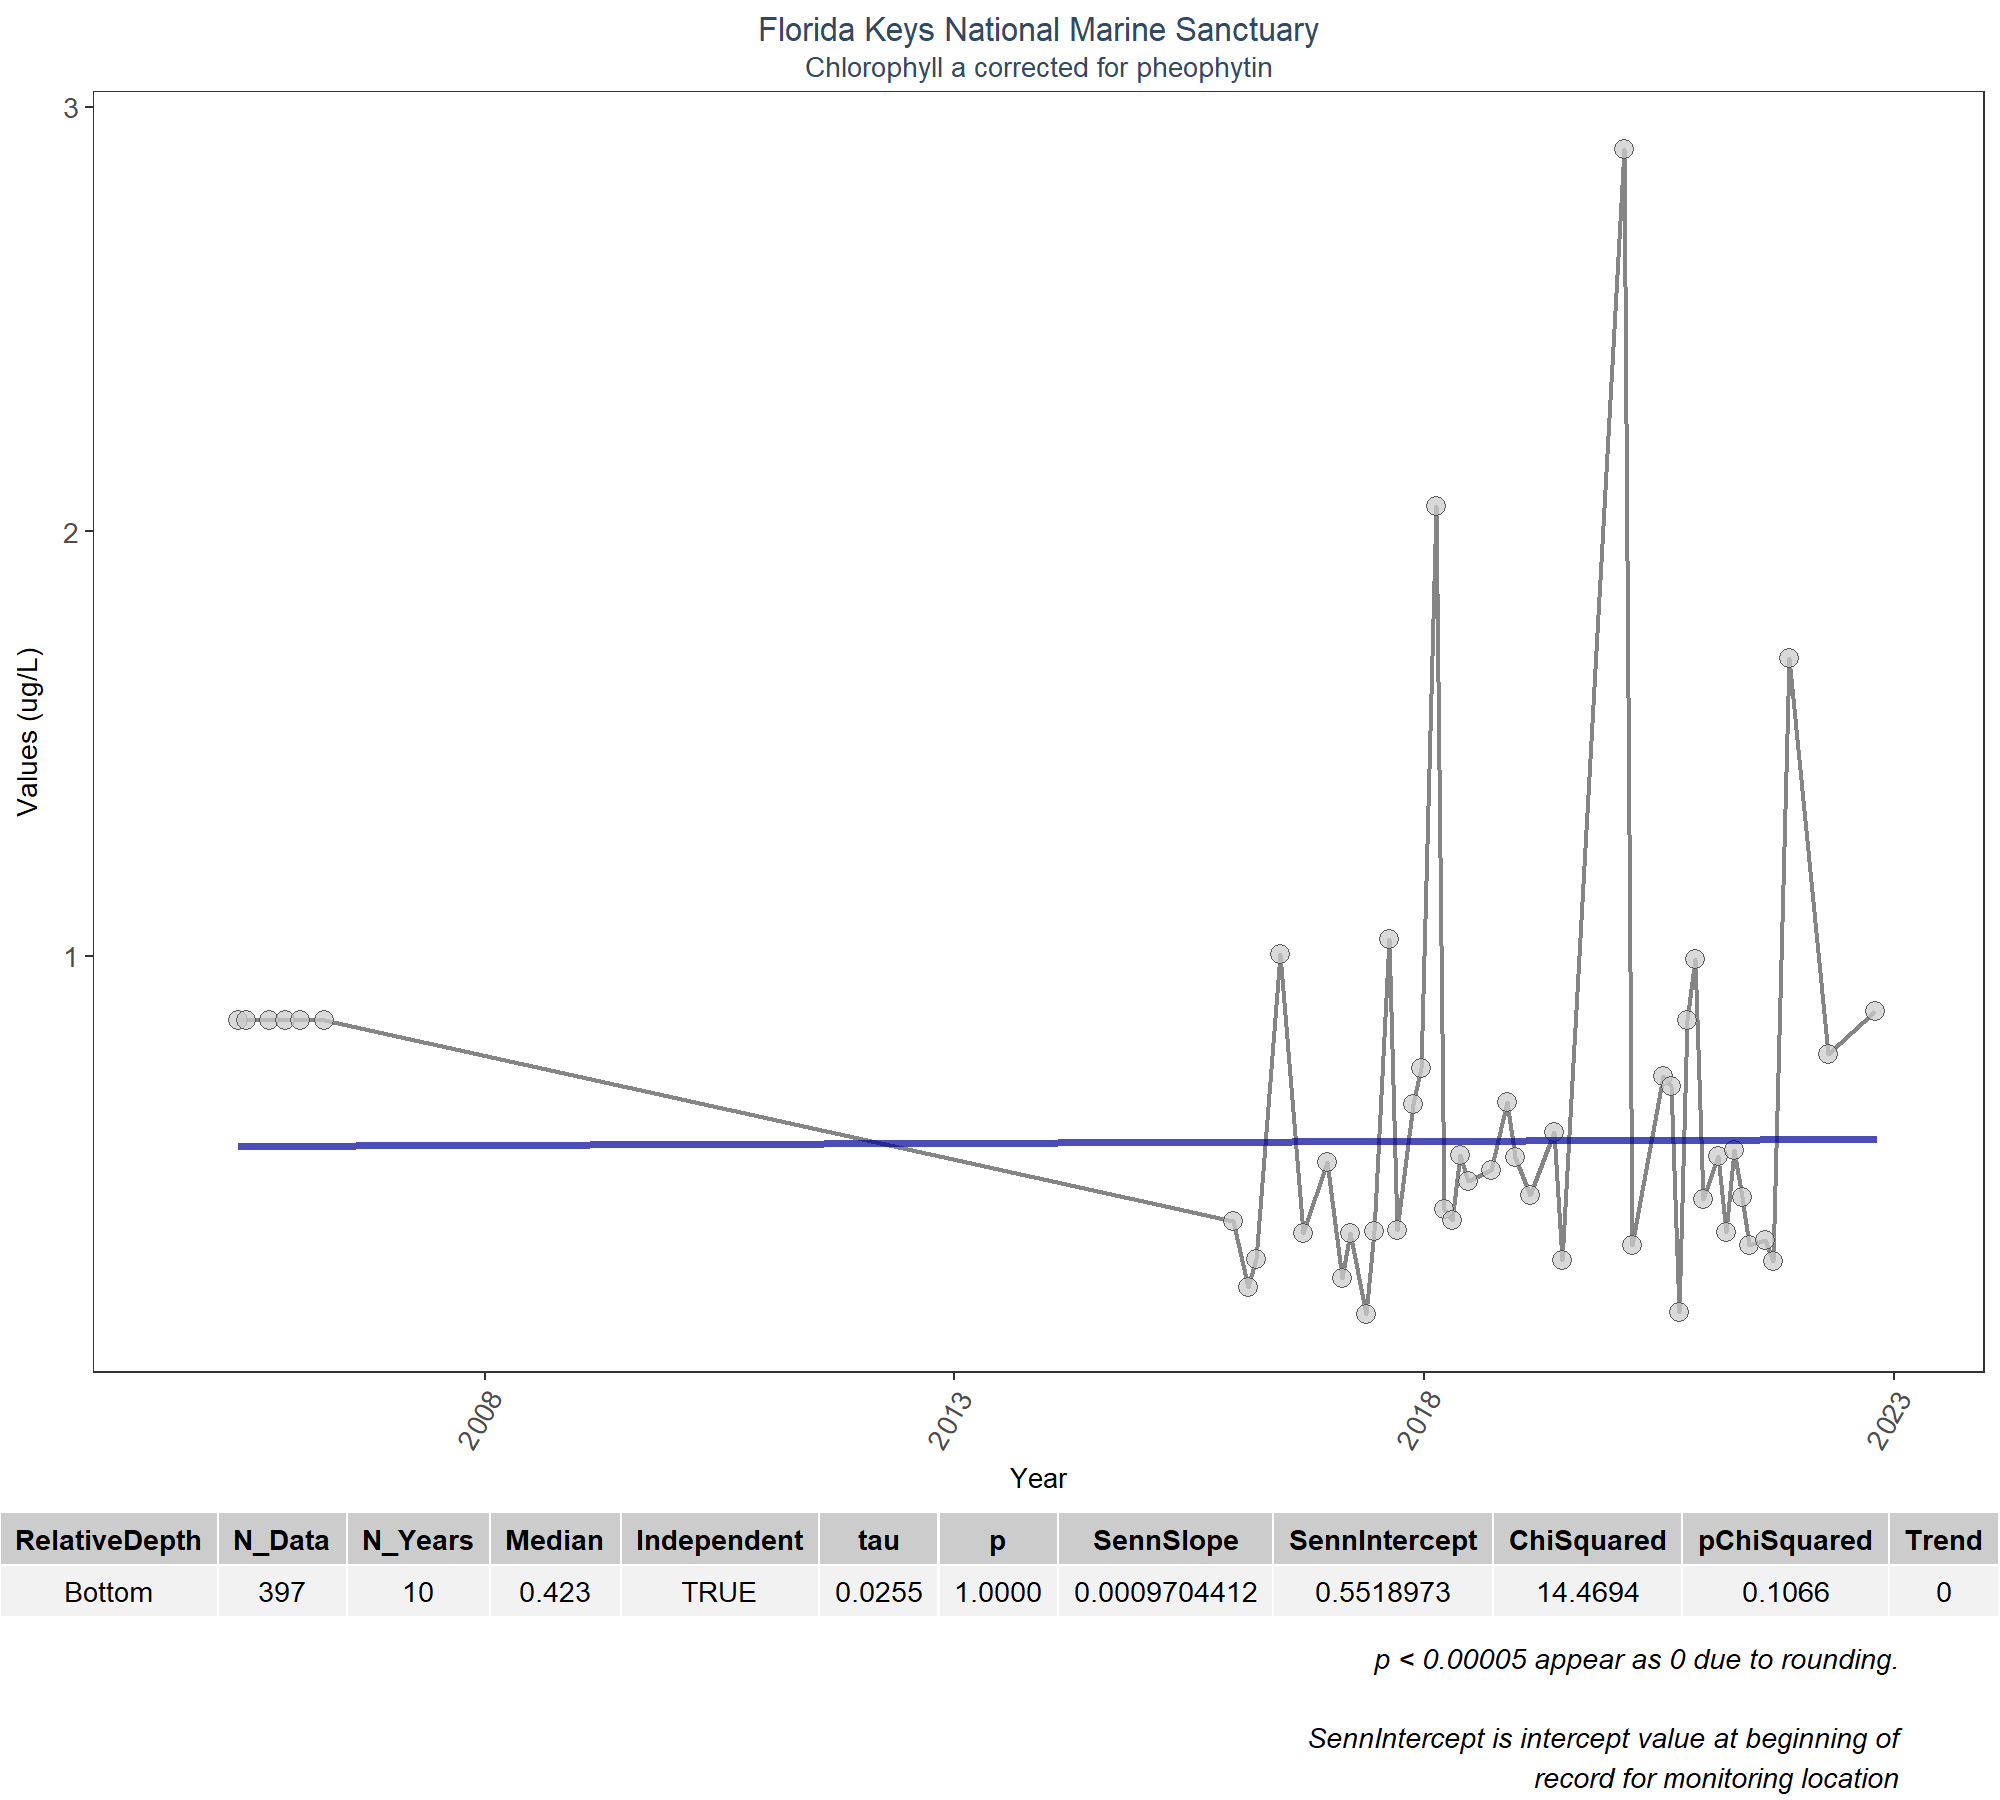 Florida Keys National Marine Sanctuary
Chlorophyll a corrected for pheophytin
3
2
1
Values (ug/L)
2008 2013 2018 2023
Year
RelativeDepth N_Data N_Years Median Independent tau p SennSlope SennIntercept ChiSquared pChiSquared Trend
Bottom 397 10 0.423 TRUE 0.0255 1.0000 0.0009704412 0.5518973 14.4694 0.1066 0
p < 0.00005 appear as 0 due to rounding.
SennIntercept is intercept value at beginning of
record for monitoring location